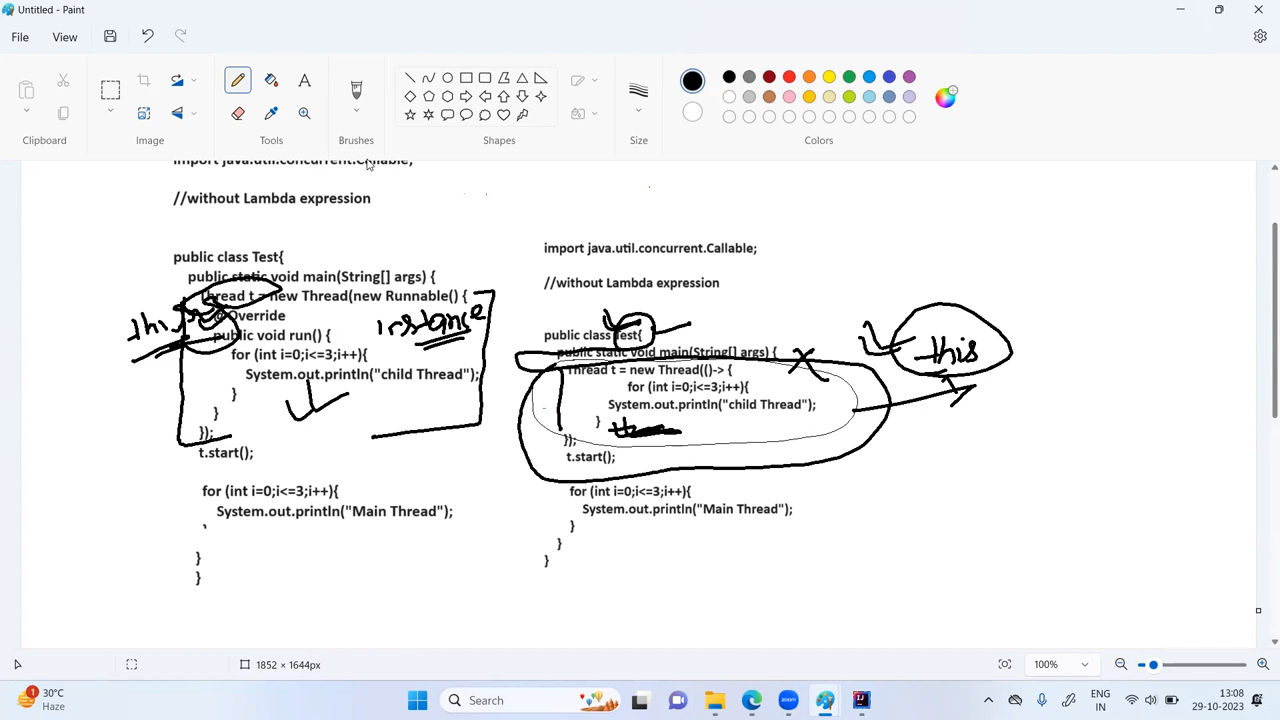 Untitled - Paint
File
View
Clipboard
Image
Tools
Brushes
Shapes
Size
Colors
import java.util.concurrent.Callable;
//without Lambda expression
public class Test{
public static void main(String[] args) {
Thread t = new Thread(new Runnable() {
@Override
public void run() {
for (int i=0;i<=3;i++){
System.out.println("child Thread");
}
}
});
t.start();
for (int i=0;i<=3;i++){
System.out.println("Main Thread");
}
}
this
instance
import java.util.concurrent.Callable;
//without Lambda expression
public class Test{
public static void main(String[] args) {
Thread t = new Thread(()-> {
for (int i=0;i<=3;i++){
System.out.println("child Thread");
}
});
t.start();
for (int i=0;i<=3;i++){
System.out.println("Main Thread");
}
}
}
this
1852 × 1644px
100%
1
30°C
Haze
Search
ENG
IN
13:08
29-10-2023